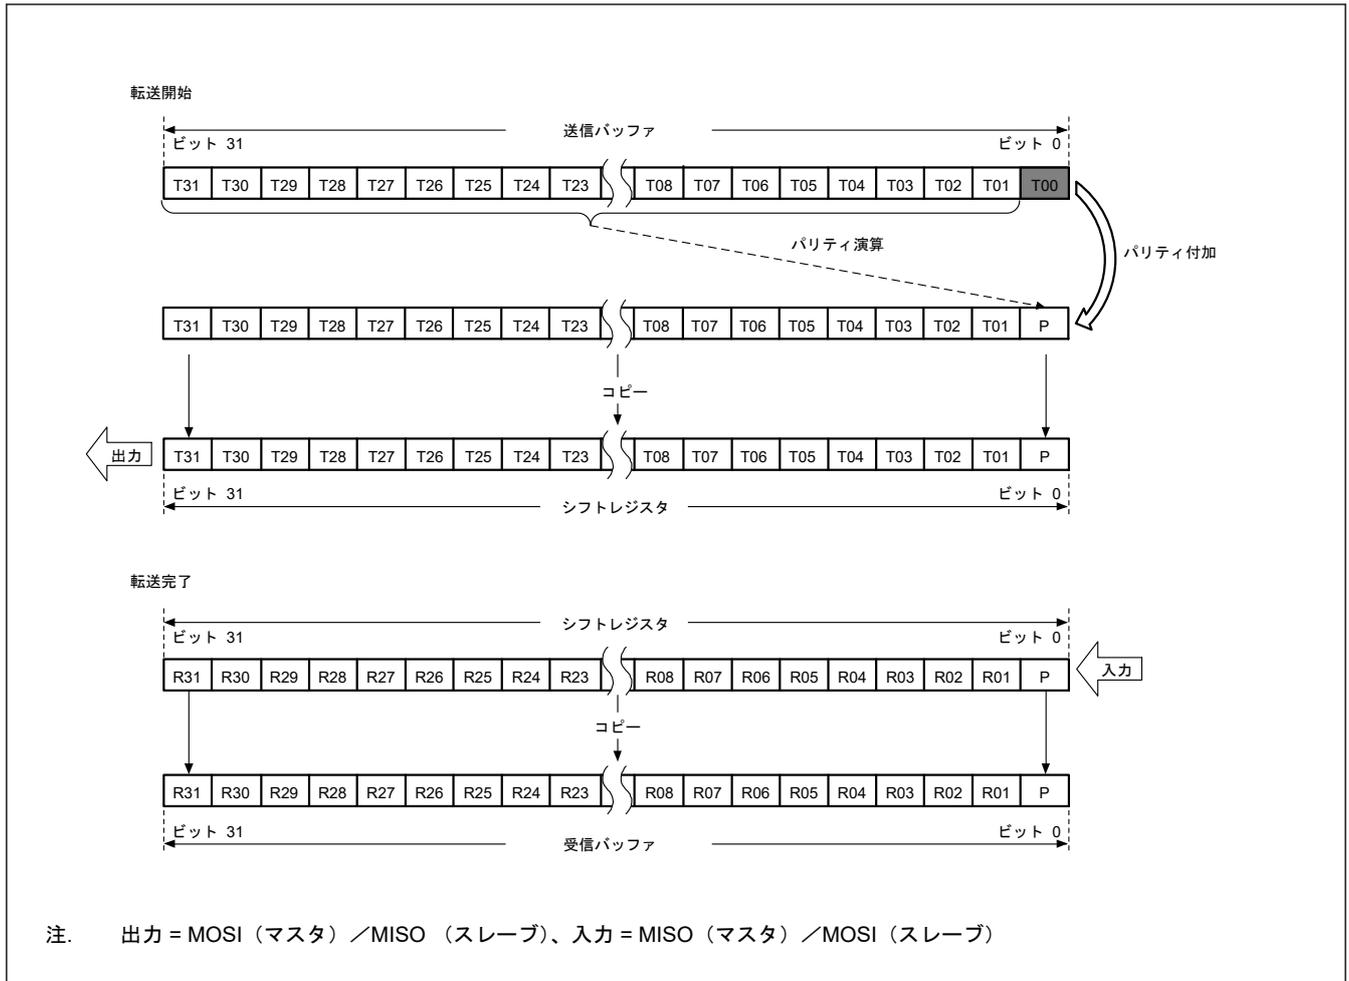 転送開始
送信バッファ
ビット 31 ビット 0
T31 T30 T29 T28 T27 T26 T25 T24 T23 T08 T07 T06 T05 T04 T03 T02 T01 T00
パリティ演算
パリティ付加
T31 T30 T29 T28 T27 T26 T25 T24 T23 T08 T07 T06 T05 T04 T03 T02 T01 P
コピー
出力 T31 T30 T29 T28 T27 T26 T25 T24 T23 T08 T07 T06 T05 T04 T03 T02 T01 P
ビット 31 ビット 0
シフトレジスタ
転送完了
シフトレジスタ
ビット 31 ビット 0
R31 R30 R29 R28 R27 R26 R25 R24 R23 R08 R07 R06 R05 R04 R03 R02 R01 P 入力
コピー
R31 R30 R29 R28 R27 R26 R25 R24 R23 R08 R07 R06 R05 R04 R03 R02 R01 P
ビット 31 ビット 0
受信バッファ
注. 出力 = MOSI（マスタ）／MISO （スレーブ）、入力 = MISO（マスタ）／MOSI（スレーブ）